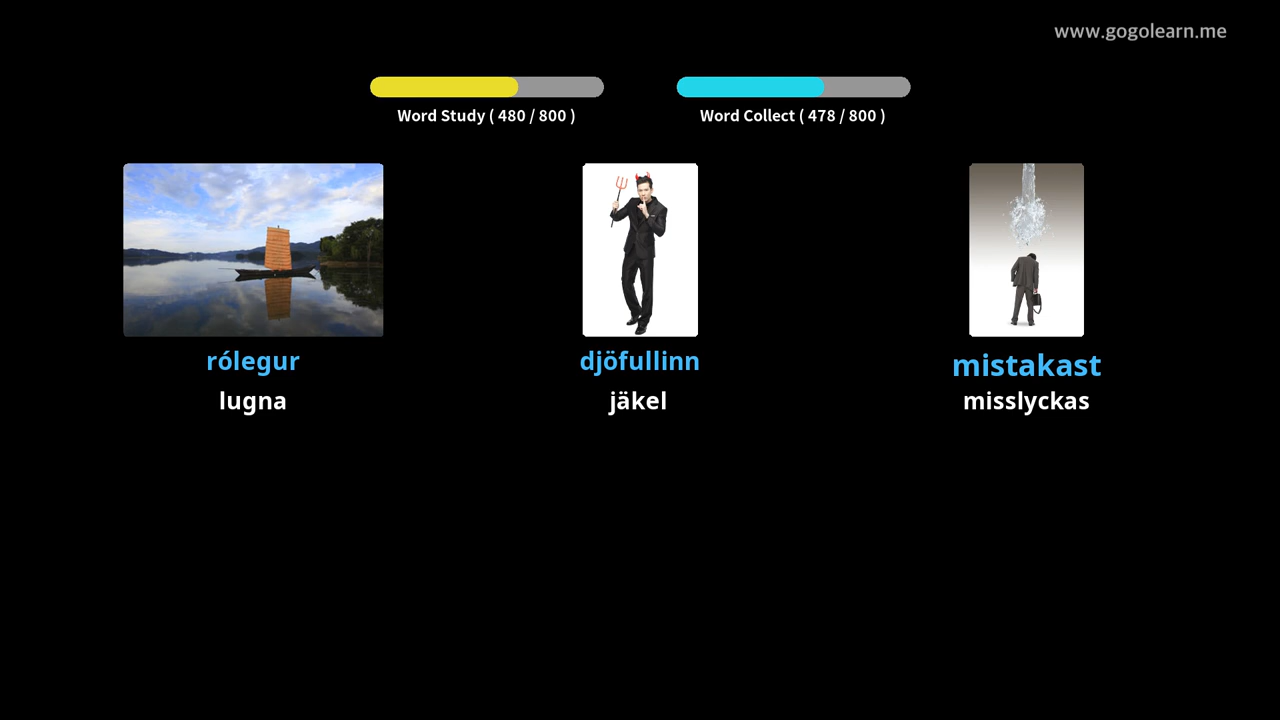 www.gogolearn.me
Word Study ( 480 / 800 )
Word Collect ( 478 / 800 )
rólegur
lugna
djöfullinn
jäkel
mistakast
misslyckas